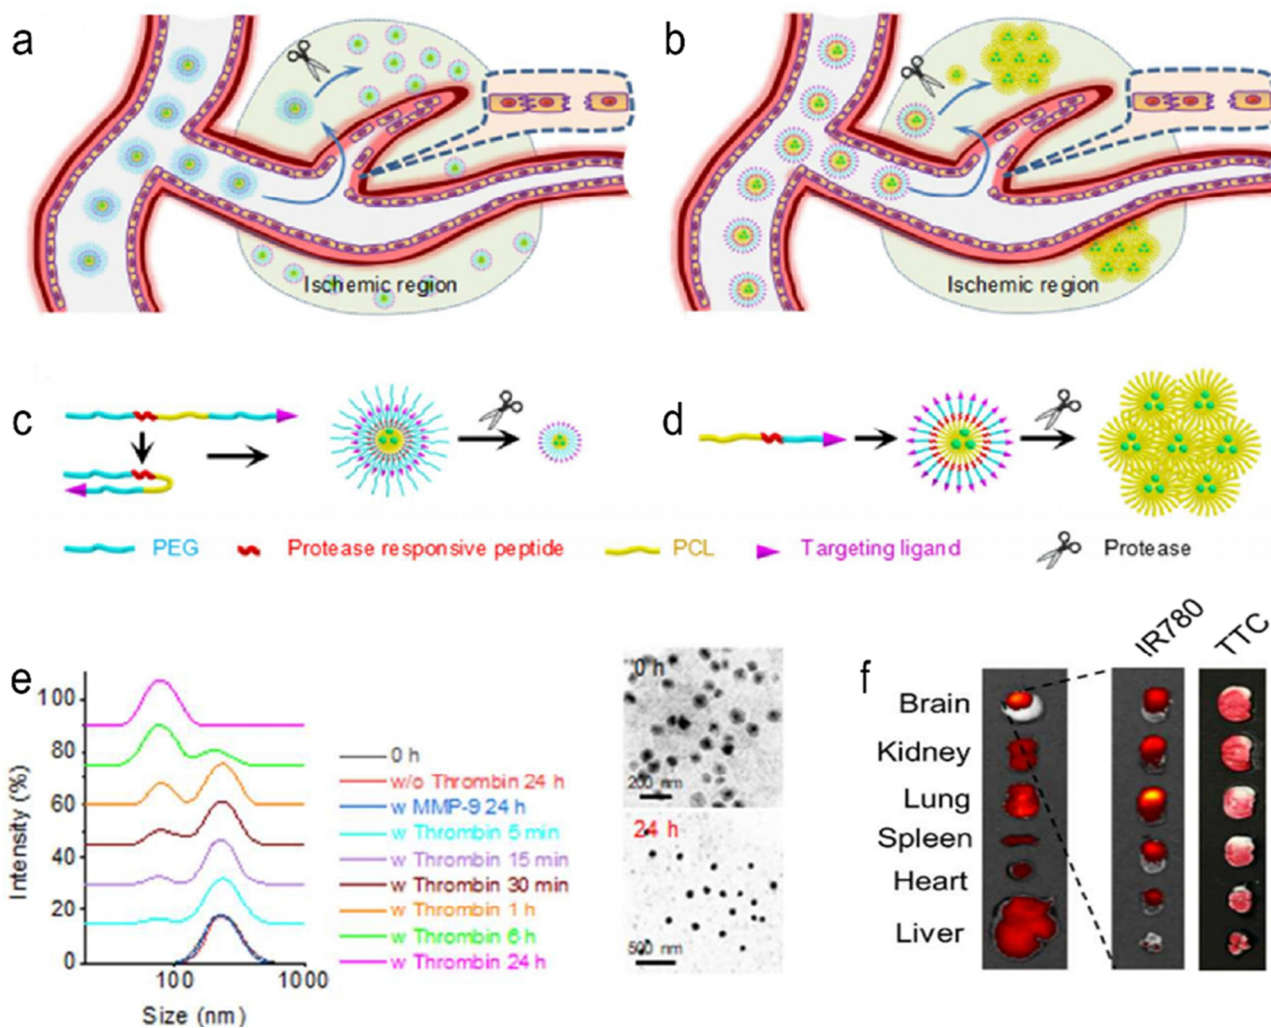 a
b
Ischemic region
Ischemic region
c
d
PEG
Protease responsive peptide
PCL
Targeting ligand
Protease
e
Intensity (%)
100
80
60
40
20
0
100
1000
Size (nm)
0 h
w/o Thrombin 24 h
w MMP-9 24 h
w Thrombin 5 min
w Thrombin 15 min
w Thrombin 30 min
w Thrombin 1 h
w Thrombin 6 h
w Thrombin 24 h
0 h
200 nm
24 h
500 nm
f
IR780
TTC
Brain
Kidney
Lung
Spleen
Heart
Liver